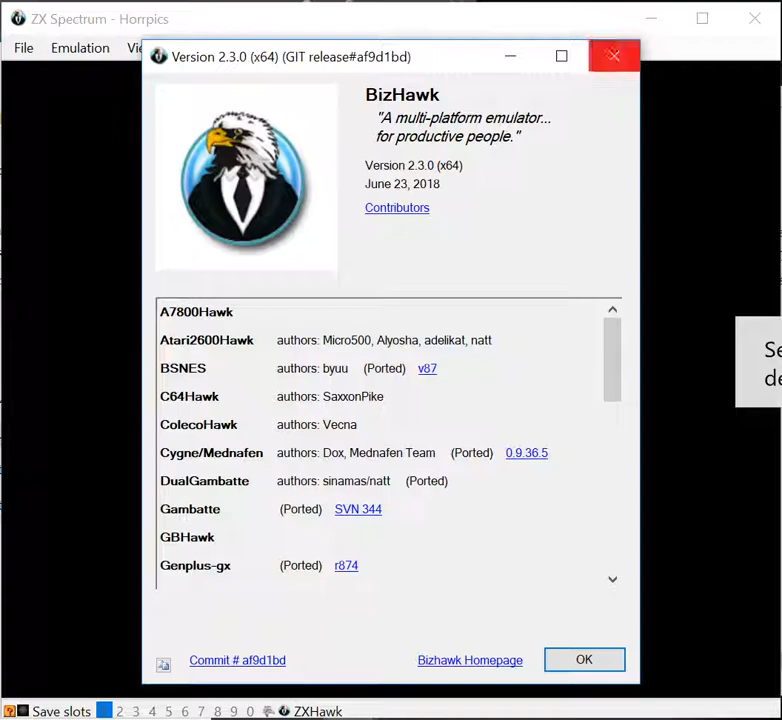 ZX Spectrum - Horrpics
File Emulation
Version 2.3.0 (x64) (GIT release#af9d1bd)
BizHawk
"A multi-platform emulator...
for productive people."
Version 2.3.0 (x64)
June 23, 2018
Contributors
A7800Hawk
Atari2600Hawk authors: Micro500, Alyosha, adelikat, natt
BSNES authors: byuu (Ported) v87
C64Hawk authors: SaxxonPike
ColecoHawk authors: Vecna
Cygne/Mednafen authors: Dox, Mednafen Team (Ported) 0.9.36.5
DualGambatte authors: sinamas/natt (Ported)
Gambatte (Ported) SVN 344
GBHawk
Genplus-gx (Ported) r874
Commit # af9d1bd Bizhawk Homepage OK
Save slots 1 2 3 4 5 6 7 8 9 0 ZXHawk